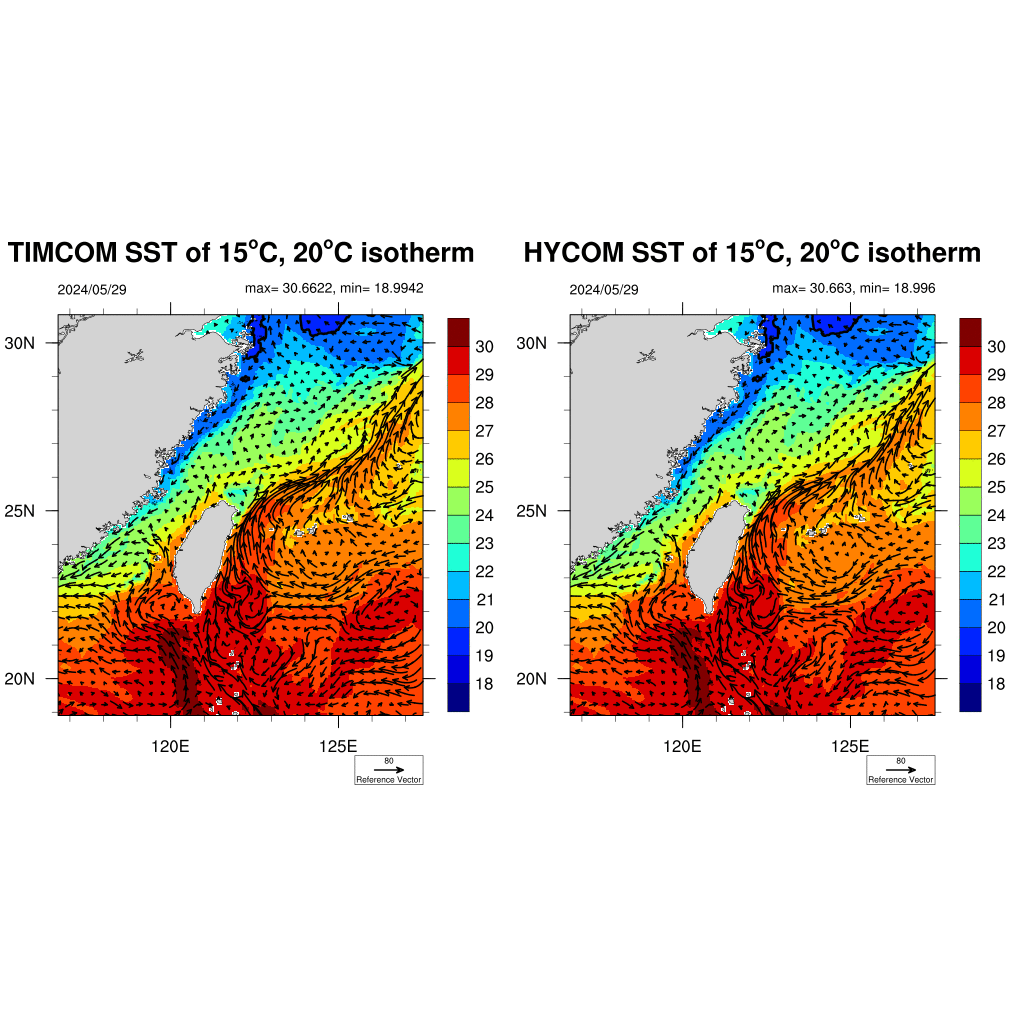 TIMCOM SST of 15°C, 20°C isotherm
2024/05/29
max= 30.6622, min= 18.9942
30N
25N
20N
120E
125E
30
29
28
27
26
25
24
23
22
21
20
19
18
80
Reference Vector
HYCOM SST of 15°C, 20°C isotherm
2024/05/29
max= 30.663, min= 18.996
30N
25N
20N
120E
125E
30
29
28
27
26
25
24
23
22
21
20
19
18
80
Reference Vector